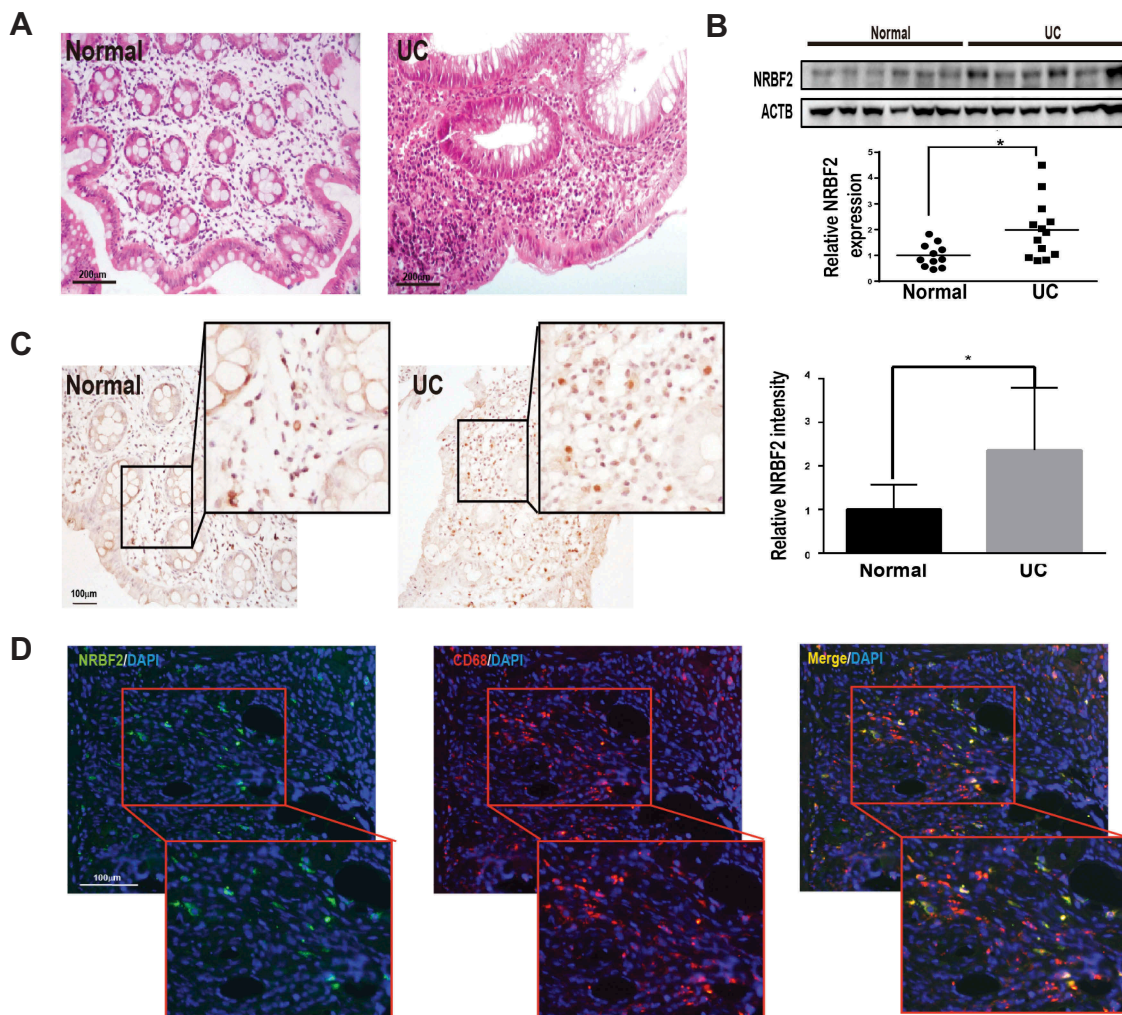 A
Normal
200μm
UC
200μm
B
Normal UC
NRBF2
ACTB
*
Relative NRBF2
expression
5
4
3
2
1
0
Normal UC
C
Normal
100μm
UC
*
Relative NRBF2 intensity
4
3
2
1
0
Normal UC
D
NRBF2/DAPI
100μm
CD68/DAPI
Merge/DAPI